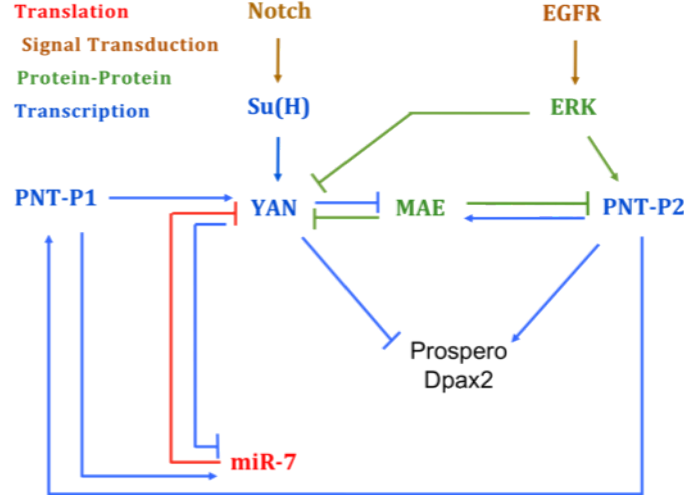 Translation
Signal Transduction
Protein-Protein
Transcription
Notch
EGFR
Su(H)
ERK
PNT-P1
YAN
MAE
PNT-P2
Prospero
Dpax2
miR-7